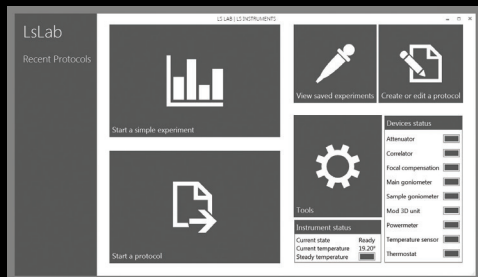 LS LAB | LS INSTRUMENTS
LsLab
Recent Protocols
Start a simple experiment
View saved experiments
Create or edit a protocol
Start a protocol
Tools
Instrument status
Current state Ready
Current temperature 19.20°
Steady temperature
Devices status
Attenuator
Correlator
Focal compensation
Main goniometer
Sample goniometer
Mod 3D unit
Powermeter
Temperature sensor
Thermostat